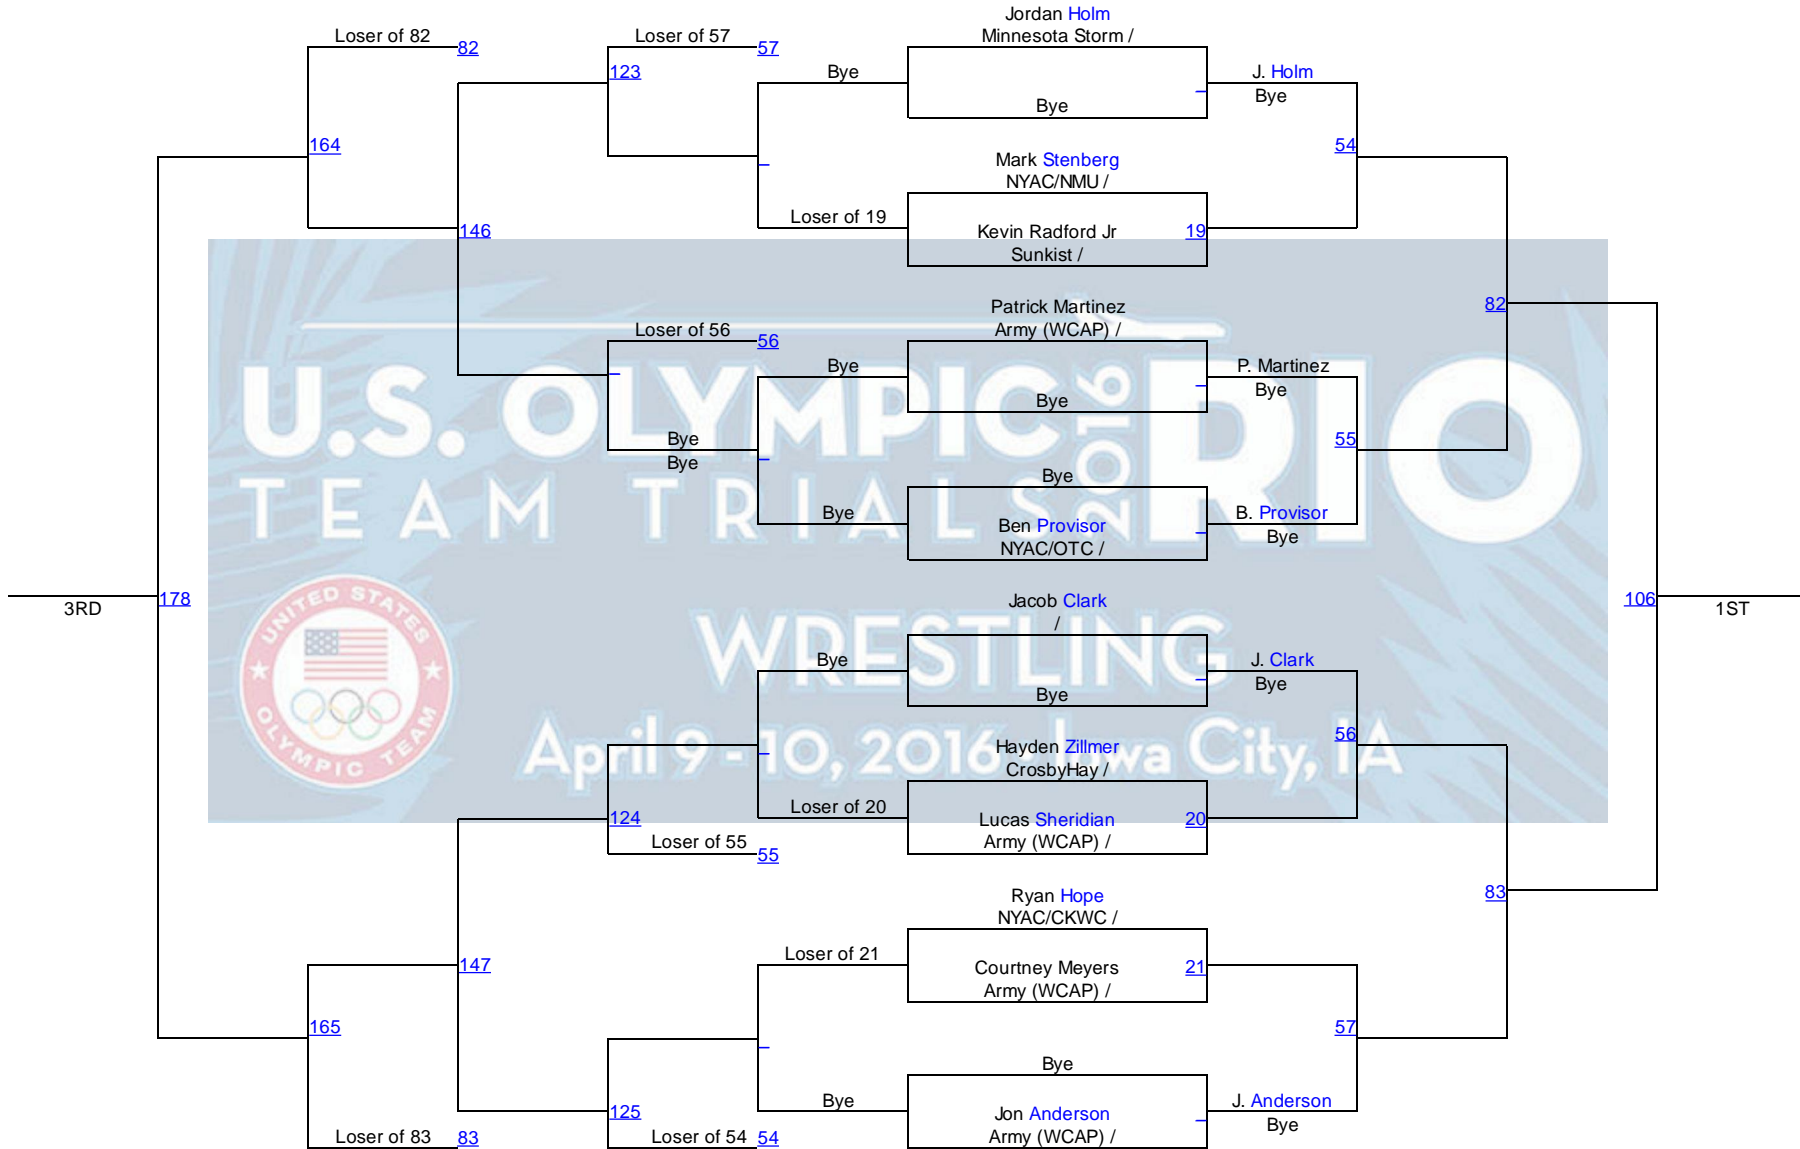 Jordan Holm
Minnesota Storm /
Loser of 82
82
Loser of 57
57
123
Bye
J. Holm
Bye
Bye
164
54
Mark Stenberg
NYAC/NMU /
Loser of 19
146
Kevin Radford Jr
19
Sunkist /
82
Patrick Martinez
Army (WCAP) /
Loser of 56
56
Bye
P. Martinez
Bye
Bye
U.S. OLYMPIC
TEAM TRIALS
2016
RIO
Bye
Bye
55
Bye
Bye
Ben Provisor
NYAC/OTC /
B. Provisor
Bye
3RD
178
106
1ST
UNITED STATES
OLYMPIC TEAM
WRESTLING
Jacob Clark
/
Bye
J. Clark
Bye
Bye
April 9 - 10, 2016 · Iowa City, IA
56
Hayden Zillmer
CrosbyHay /
Loser of 20
124
Lucas Sheridian
20
Army (WCAP) /
Loser of 55
55
Ryan Hope
NYAC/CKWC /
83
Loser of 21
147
Courtney Meyers
21
Army (WCAP) /
165
57
Bye
Bye
J. Anderson
125
Jon Anderson
Bye
Army (WCAP) /
Loser of 83
83
Loser of 54
54